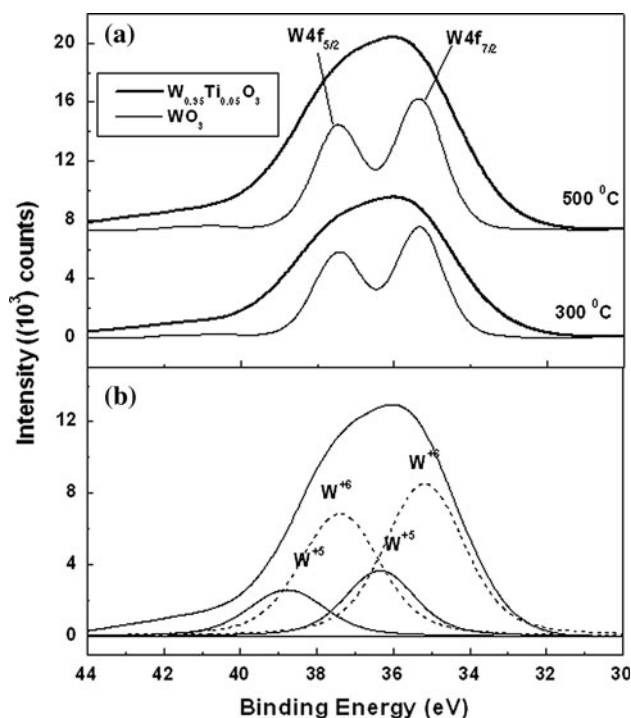 (a)
W4f5/2
W4f7/2
W0.95Ti0.05O3
WO3
500 ⁰C
300 ⁰C
20
16
12
8
4
0
Intensity ((10³) counts)
(b)
W+6
W+6
W+5
W+5
12
8
4
0
44 42 40 38 36 34 32 30
Binding Energy (eV)